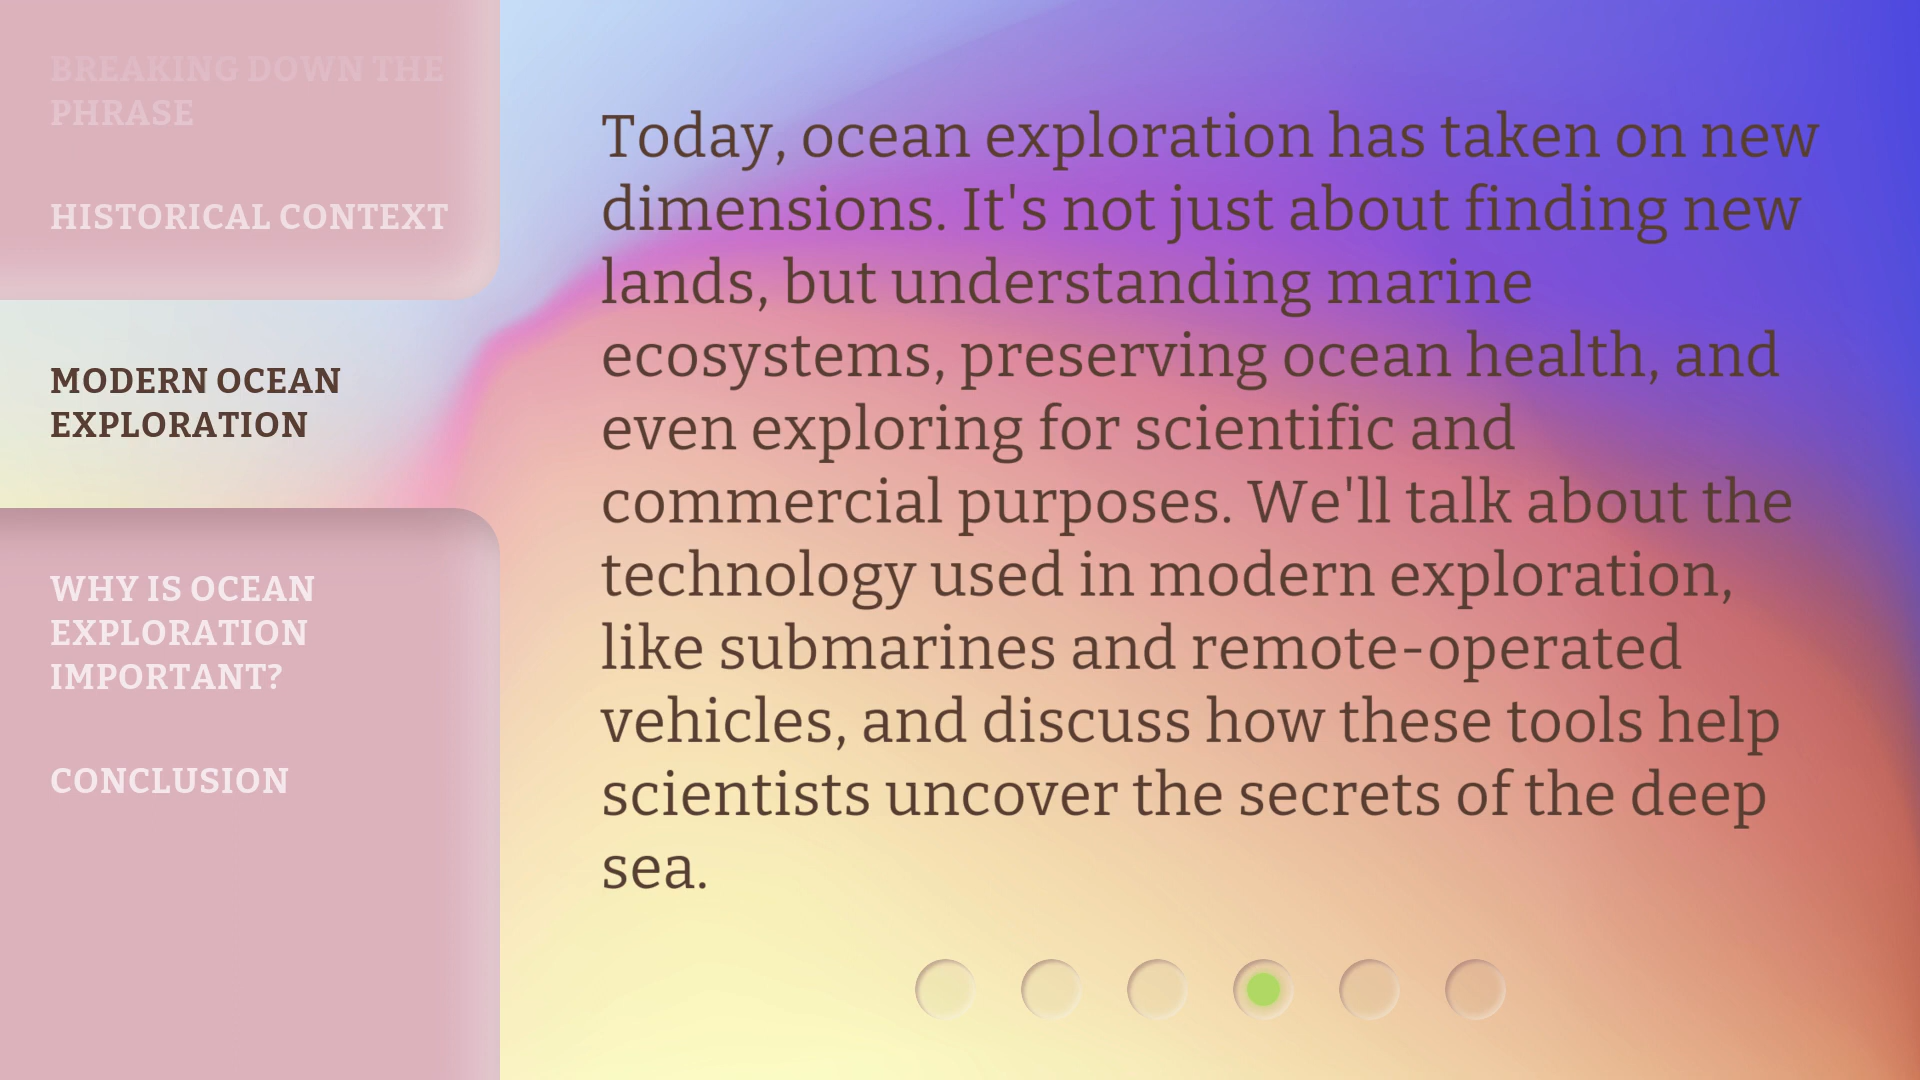 BREAKING DOWN THE
PHRASE
HISTORICAL CONTEXT
MODERN OCEAN
EXPLORATION
WHY IS OCEAN
EXPLORATION
IMPORTANT?
CONCLUSION
Today, ocean exploration has taken on new
dimensions. It's not just about finding new
lands, but understanding marine
ecosystems, preserving ocean health, and
even exploring for scientific and
commercial purposes. We'll talk about the
technology used in modern exploration,
like submarines and remote-operated
vehicles, and discuss how these tools help
scientists uncover the secrets of the deep
sea.